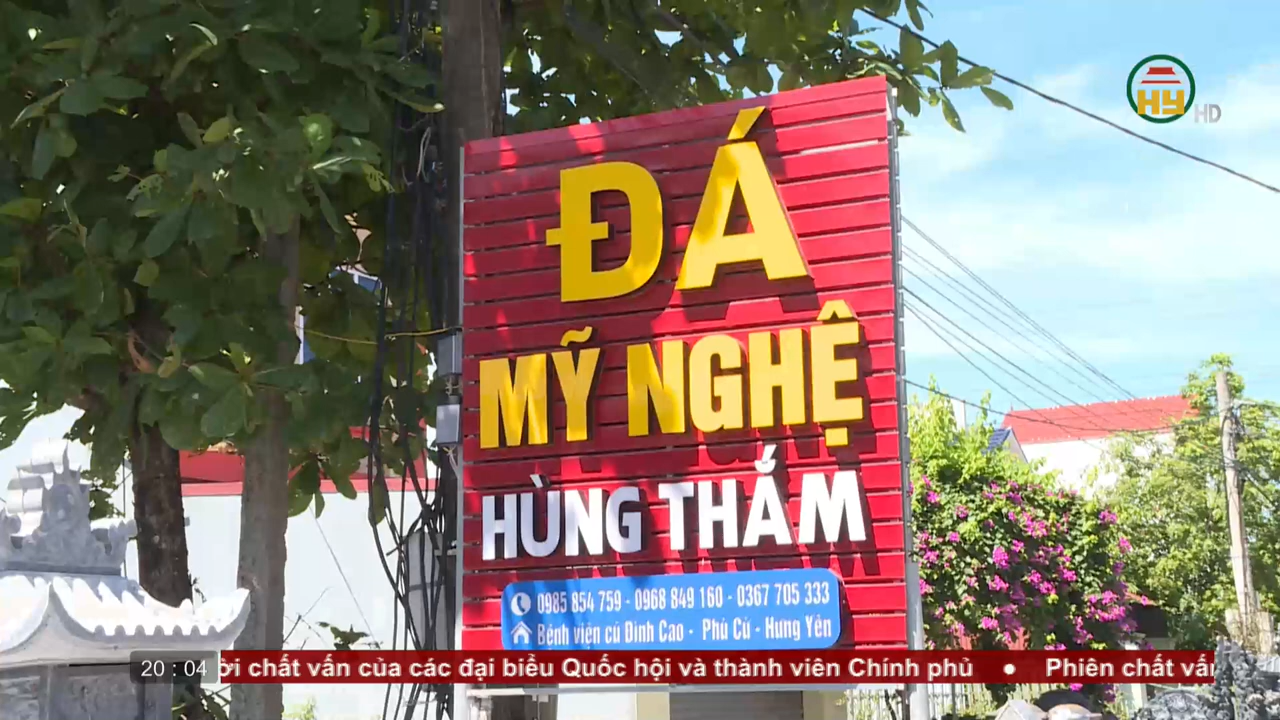 HY HD
ĐÁ
MỸ NGHỆ
HÙNG THẮM
0985 854 759 - 0968 849 160 - 0367 705 333
Bệnh viện cũ Đình Cao - Phù Cừ - Hưng Yên
20 : 04 ời chất vấn của các đại biểu Quốc hội và thành viên Chính phủ • Phiên chất vấn